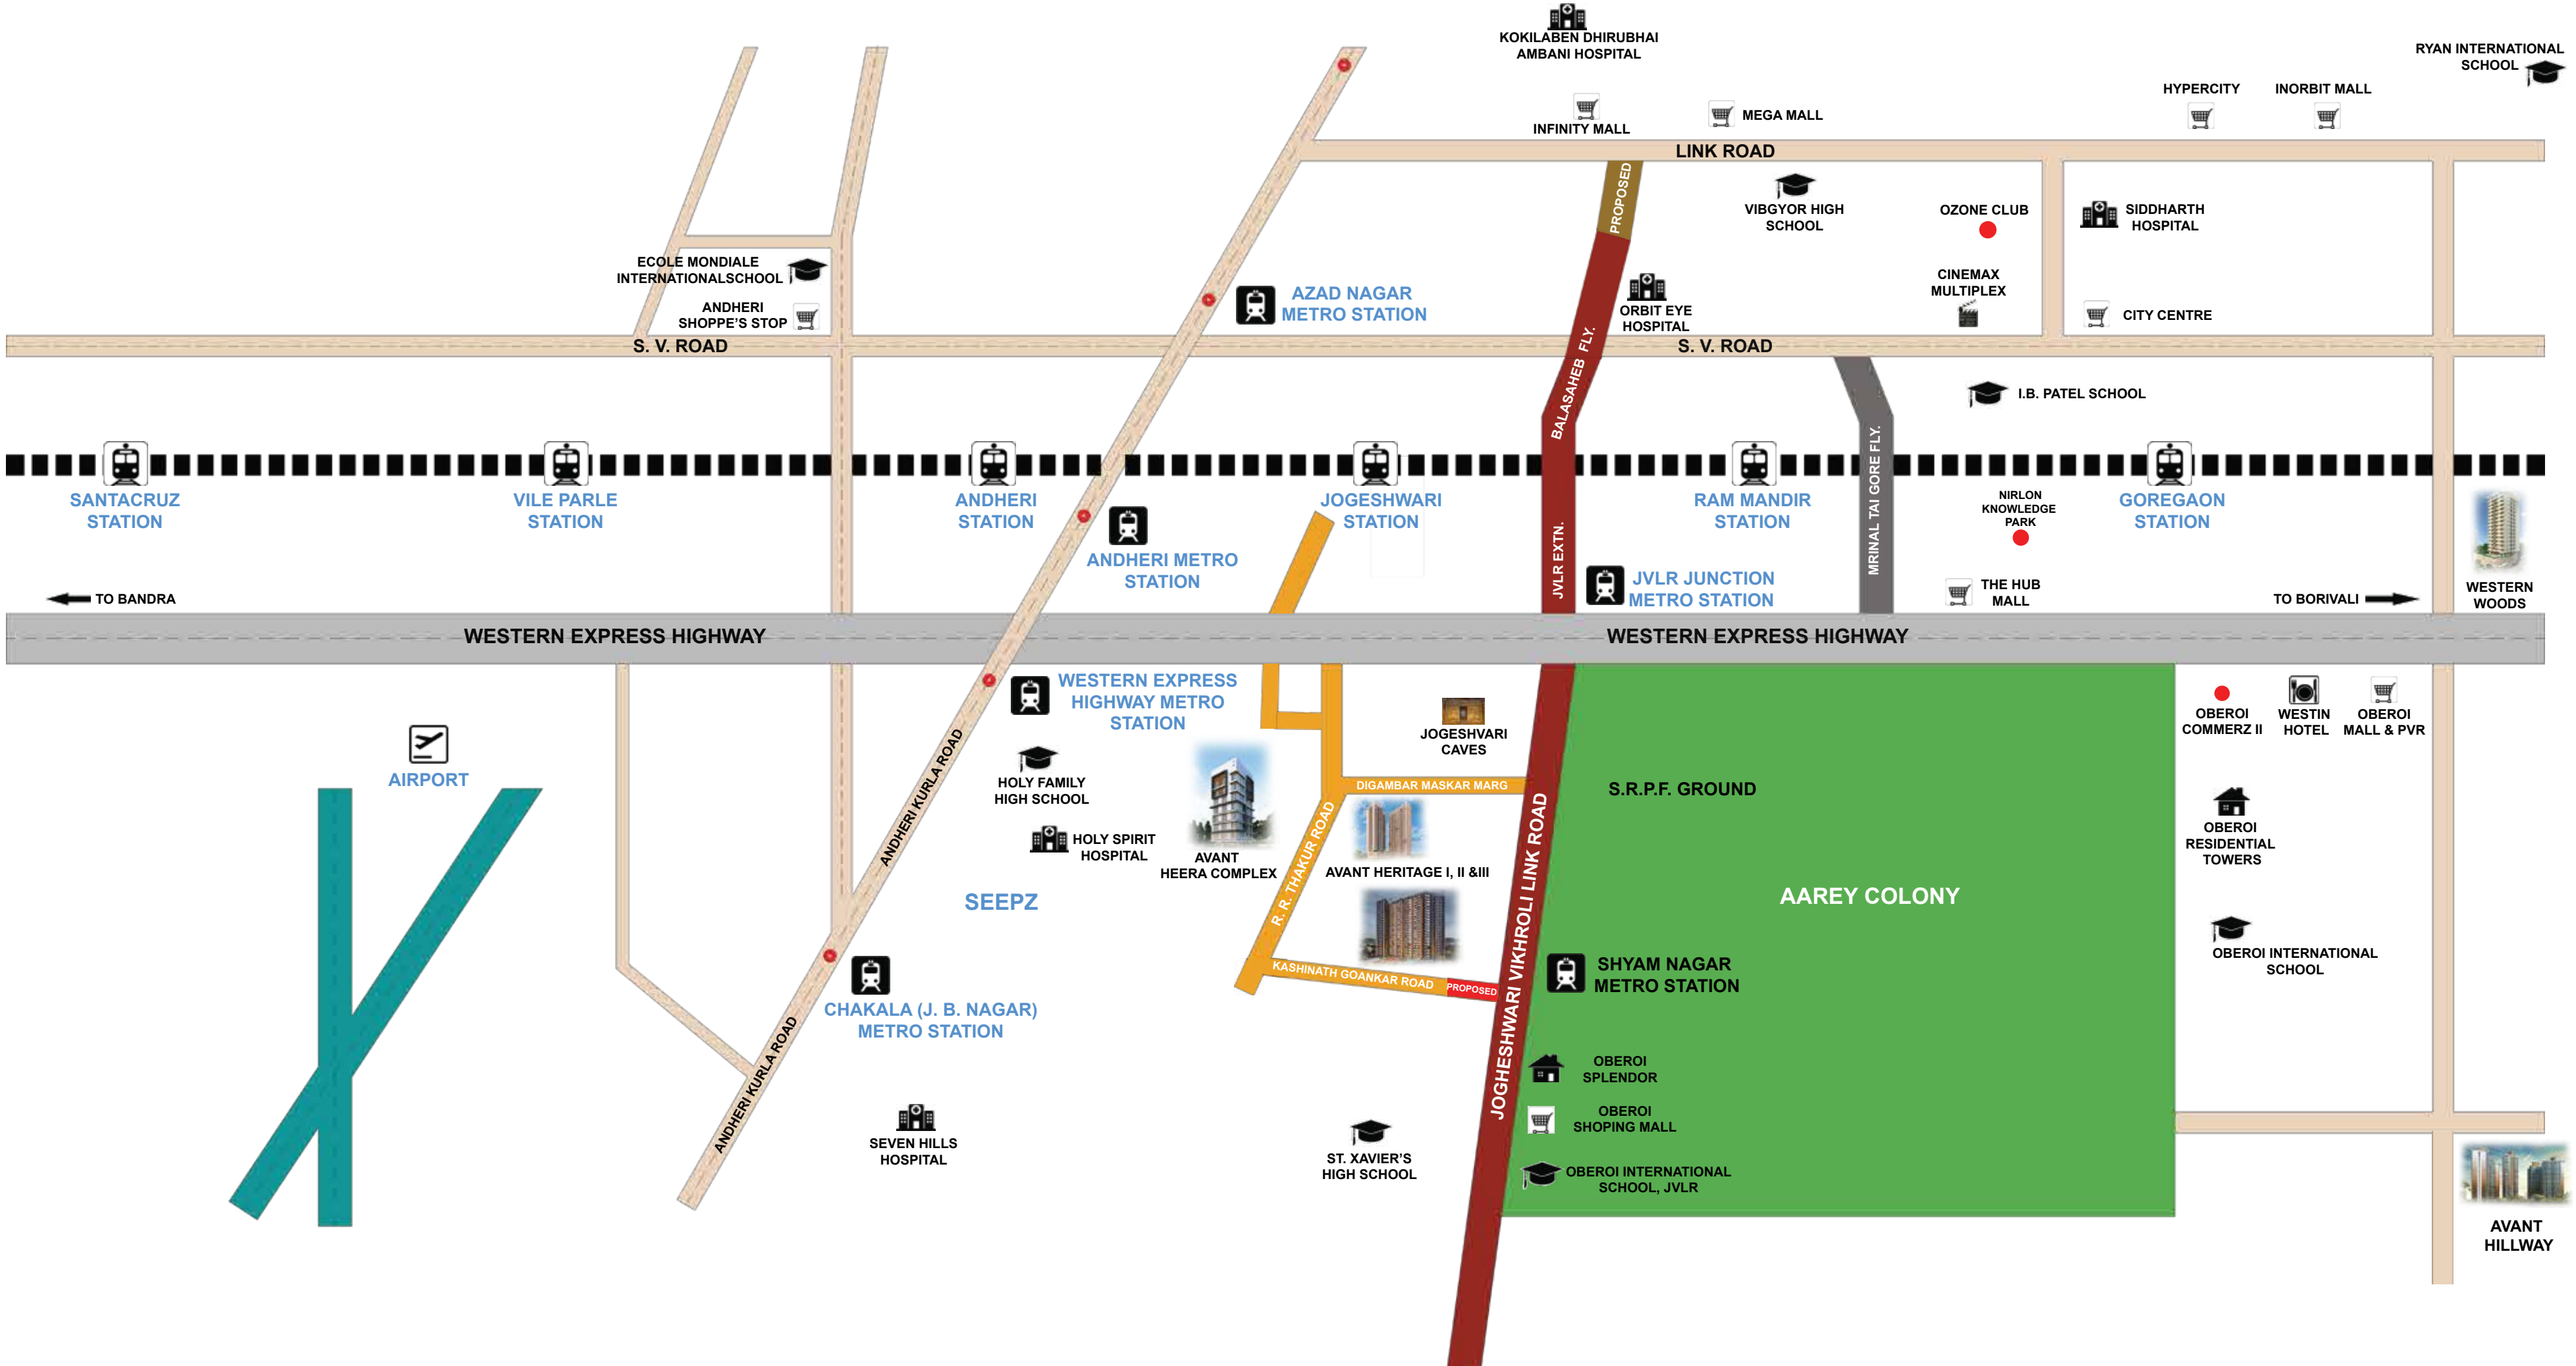 KOKILABEN DHIRUBHAI
AMBANI HOSPITAL
RYAN INTERNATIONAL
SCHOOL
HYPERCITY
INORBIT MALL
INFINITY MALL
MEGA MALL
LINK ROAD
PROPOSED
VIBGYOR HIGH
SCHOOL
OZONE CLUB
SIDDHARTH
HOSPITAL
ECOLE MONDIALE
INTERNATIONALSCHOOL
ANDHERI
SHOPPE'S STOP
AZAD NAGAR
METRO STATION
ORBIT EYE
HOSPITAL
CINEMAX
MULTIPLEX
CITY CENTRE
S. V. ROAD
S. V. ROAD
BALASAHEB FLY.
I.B. PATEL SCHOOL
SANTACRUZ
STATION
VILE PARLE
STATION
ANDHERI
STATION
JOGESHWARI
STATION
RAM MANDIR
STATION
MRINAL TAI GORE FLY.
NIRLON
KNOWLEDGE
PARK
GOREGAON
STATION
ANDHERI METRO
STATION
JVLR EXTN.
JVLR JUNCTION
METRO STATION
THE HUB
MALL
WESTERN
WOODS
TO BANDRA
TO BORIVALI
WESTERN EXPRESS HIGHWAY
WESTERN EXPRESS HIGHWAY
WESTERN EXPRESS
HIGHWAY METRO
STATION
AIRPORT
HOLY FAMILY
HIGH SCHOOL
HOLY SPIRIT
HOSPITAL
ANDHERI KURLA ROAD
AVANT
HEERA COMPLEX
JOGESHVARI
CAVES
DIGAMBAR MASKAR MARG
R. R. THAKUR ROAD
AVANT HERITAGE I, II &III
S.R.P.F. GROUND
OBEROI
COMMERZ II
WESTIN
HOTEL
OBEROI
MALL & PVR
OBEROI
RESIDENTIAL
TOWERS
SEEPZ
AAREY COLONY
JOGHESHWARI VIKHROLI LINK ROAD
OBEROI INTERNATIONAL
SCHOOL
KASHINATH GOANKAR ROAD
PROPOSED
SHYAM NAGAR
METRO STATION
CHAKALA (J. B. NAGAR)
METRO STATION
ANDHERI KURLA ROAD
OBEROI
SPLENDOR
OBEROI
SHOPING MALL
SEVEN HILLS
HOSPITAL
ST. XAVIER'S
HIGH SCHOOL
OBEROI INTERNATIONAL
SCHOOL, JVLR
AVANT
HILLWAY